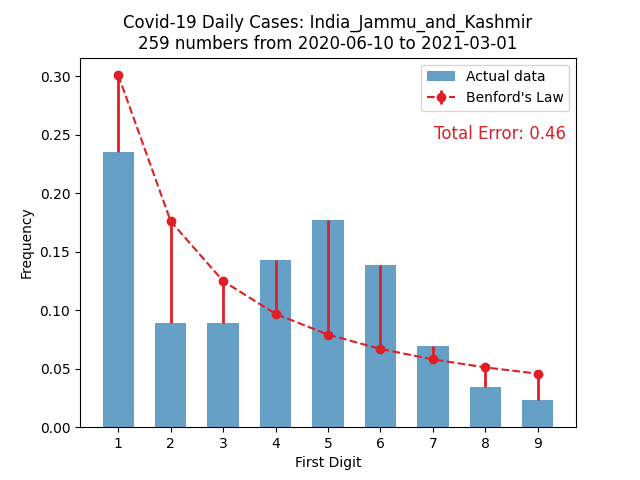 Covid-19 Daily Cases: India_Jammu_and_Kashmir
259 numbers from 2020-06-10 to 2021-03-01
Actual data
Benford's Law
Total Error: 0.46
Frequency
0.30
0.25
0.20
0.15
0.10
0.05
0.00
1 2 3 4 5 6 7 8 9
First Digit